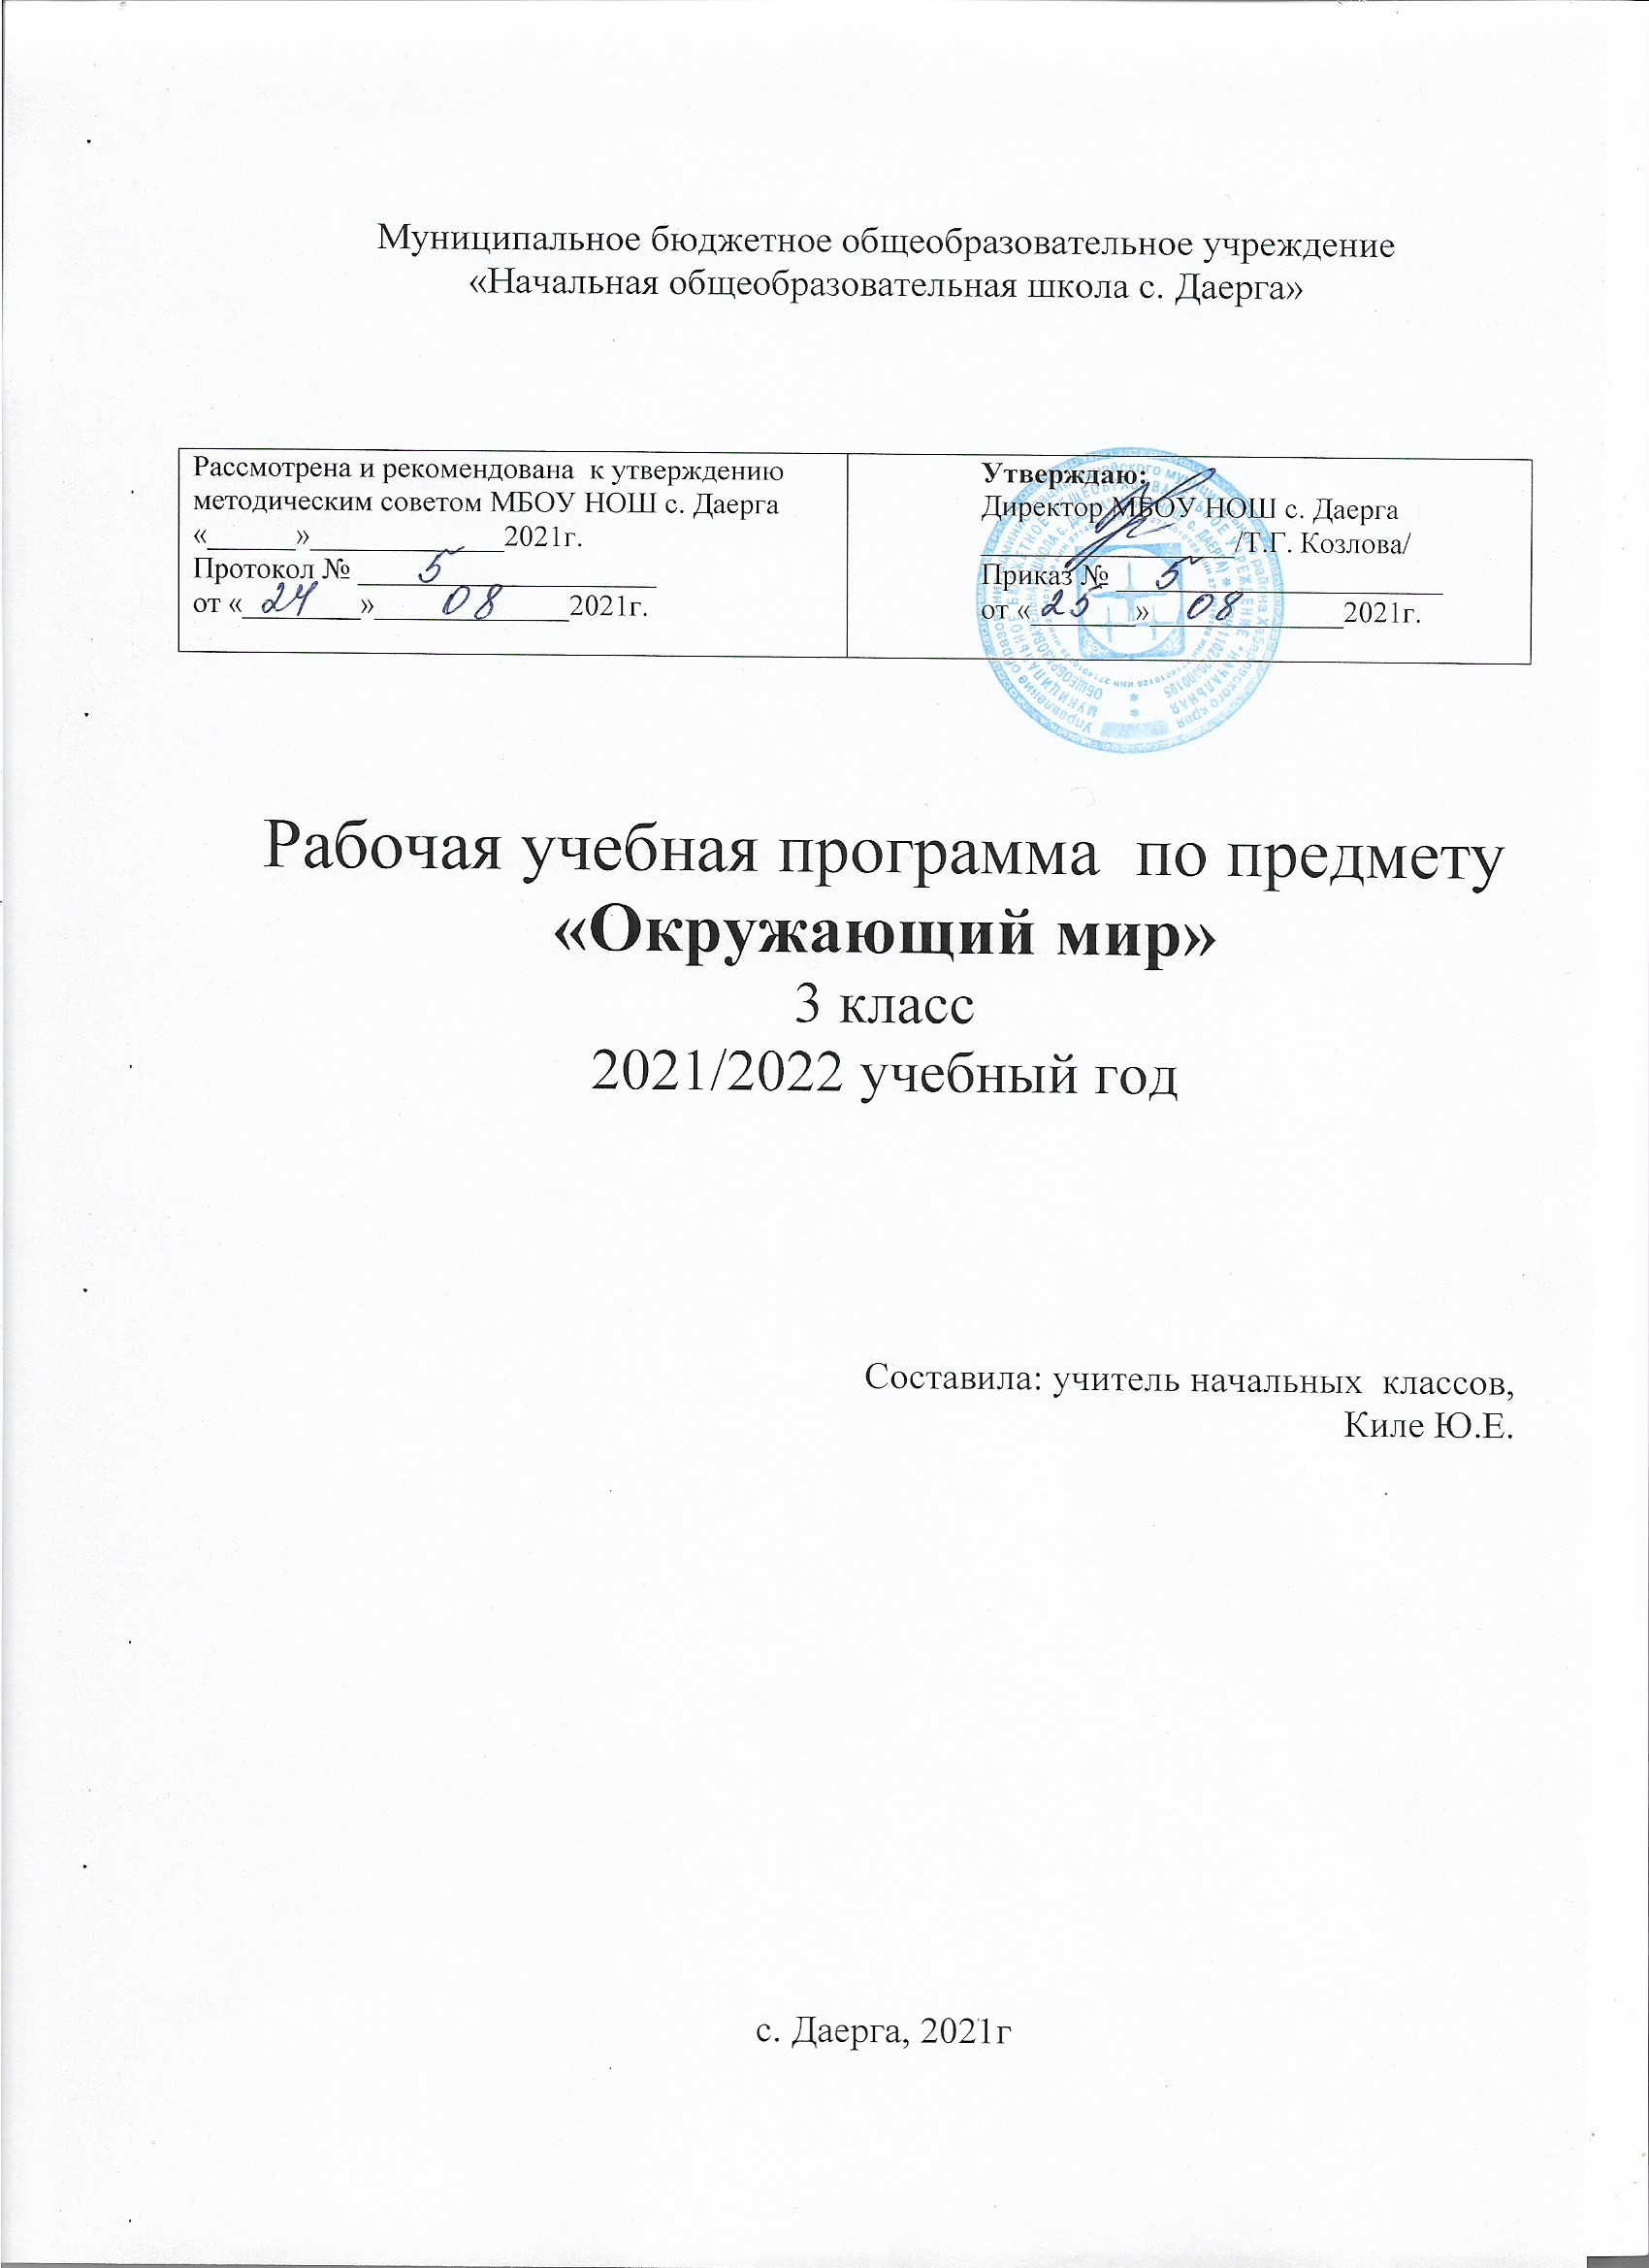 Муниципальное бюджетное общеобразовательное учреждение
«Начальная общеобразовательная школа с. Даерга»
Рассмотрена и рекомендована к утверждению
методическим советом МБОУ НОШ с. Даерга
«______»_____________2021г.
Протокол № 5
от «24» 08 2021г.
Утверждаю:
Директор МБОУ НОШ с. Даерга
_________________/Т.Г. Козлова/
Приказ № 5
от «25» 08 2021г.
Рабочая учебная программа по предмету
«Окружающий мир»
3 класс
2021/2022 учебный год
Составила: учитель начальных классов,
Киле Ю.Е.
с. Даерга, 2021г